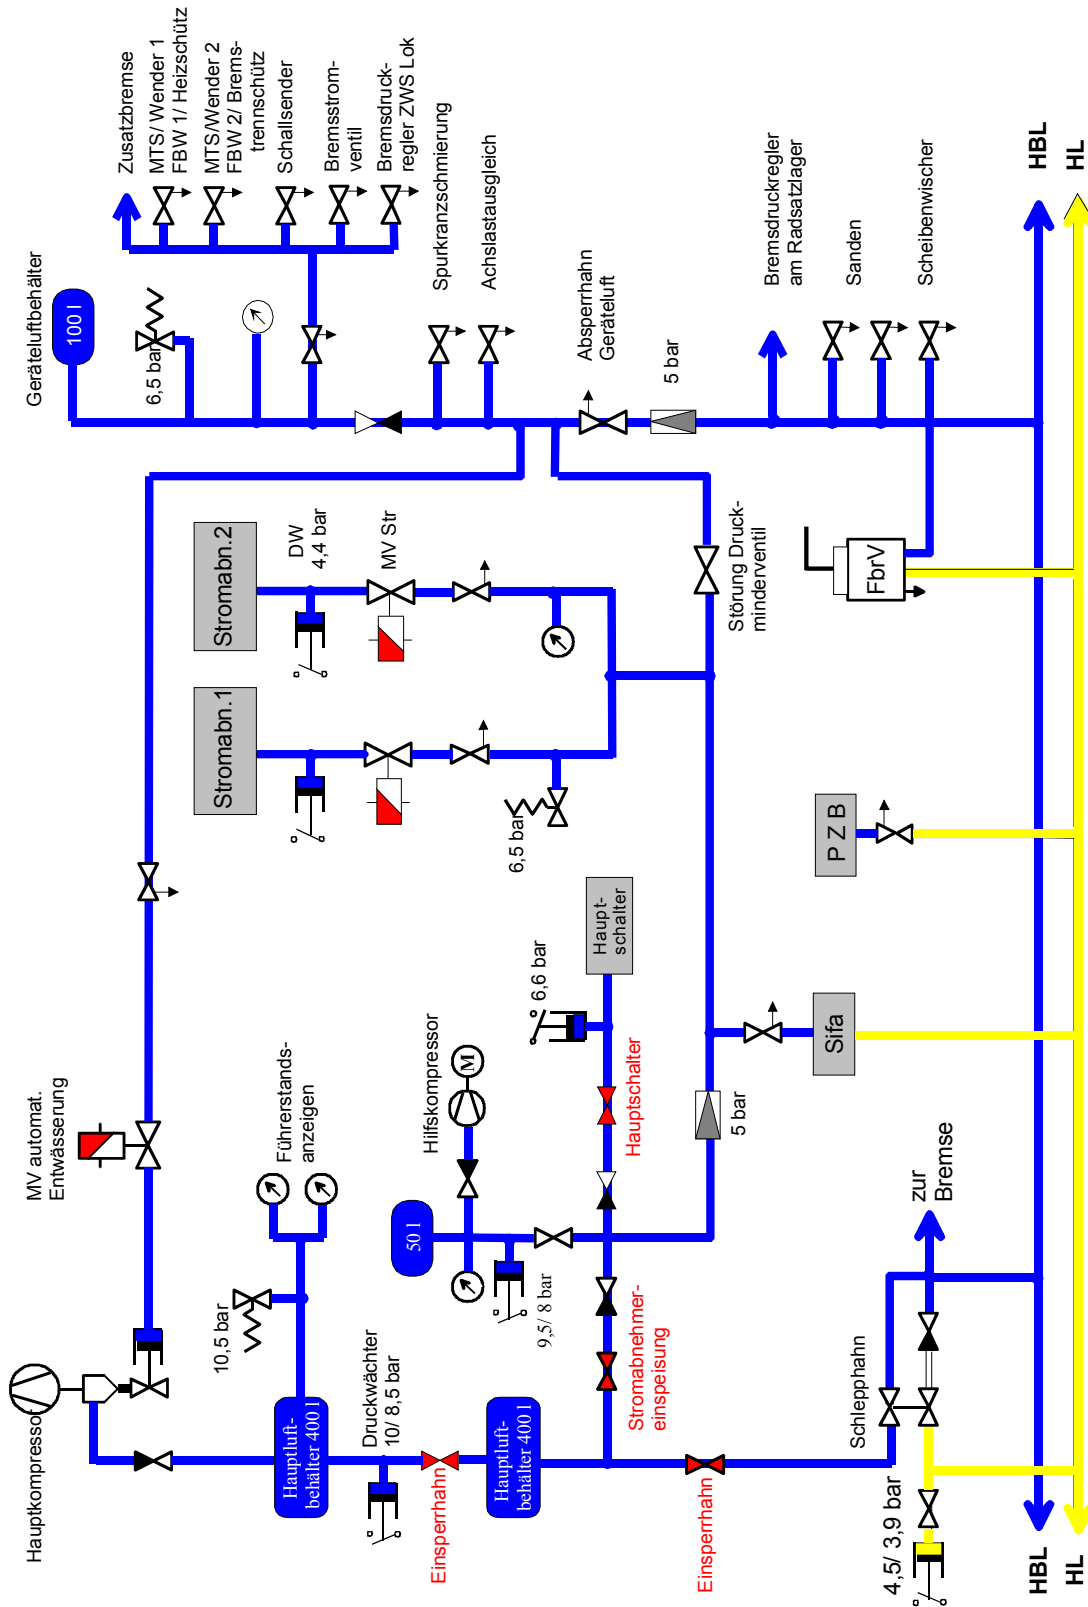 Hauptkompressor
MV automat.
Entwässerung
Geräteluftbehälter
100 l
6,5 bar
Zusatzbremse
MTS/ Wender 1
FBW 1/ Heizschütz
MTS/Wender 2
FBW 2/ Brems-
trennschütz
Schallsender
Bremsstrom-
ventil
Bremsdruck-
regler ZWS Lok
Spurkranzschmierung
Achslastausgleich
Absperrhahn
Geräteluft
5 bar
Bremsdruckregler
am Radsatzlager
Sanden
Scheibenwischer
HBL
HL
Stromabn.2
Stromabn.1
DW
4,4 bar
MV Str
6,5 bar
Störung Druck-
minderventil
FbrV
P Z B
Sifa
Haupt-
schalter
6,6 bar
Hauptschalter
5 bar
Führerstands-
anzeigen
10,5 bar
Hilfskompressor
M
50 l
9,5/ 8 bar
Stromabnehmer-
einspeisung
Hauptluft-
behälter 400 l
Druckwächter
10/ 8,5 bar
Einsperrhahn
Hauptluft-
behälter 400 l
Einsperrhahn
Schlepphahn
zur
Bremse
4,5/ 3,9 bar
HBL
HL